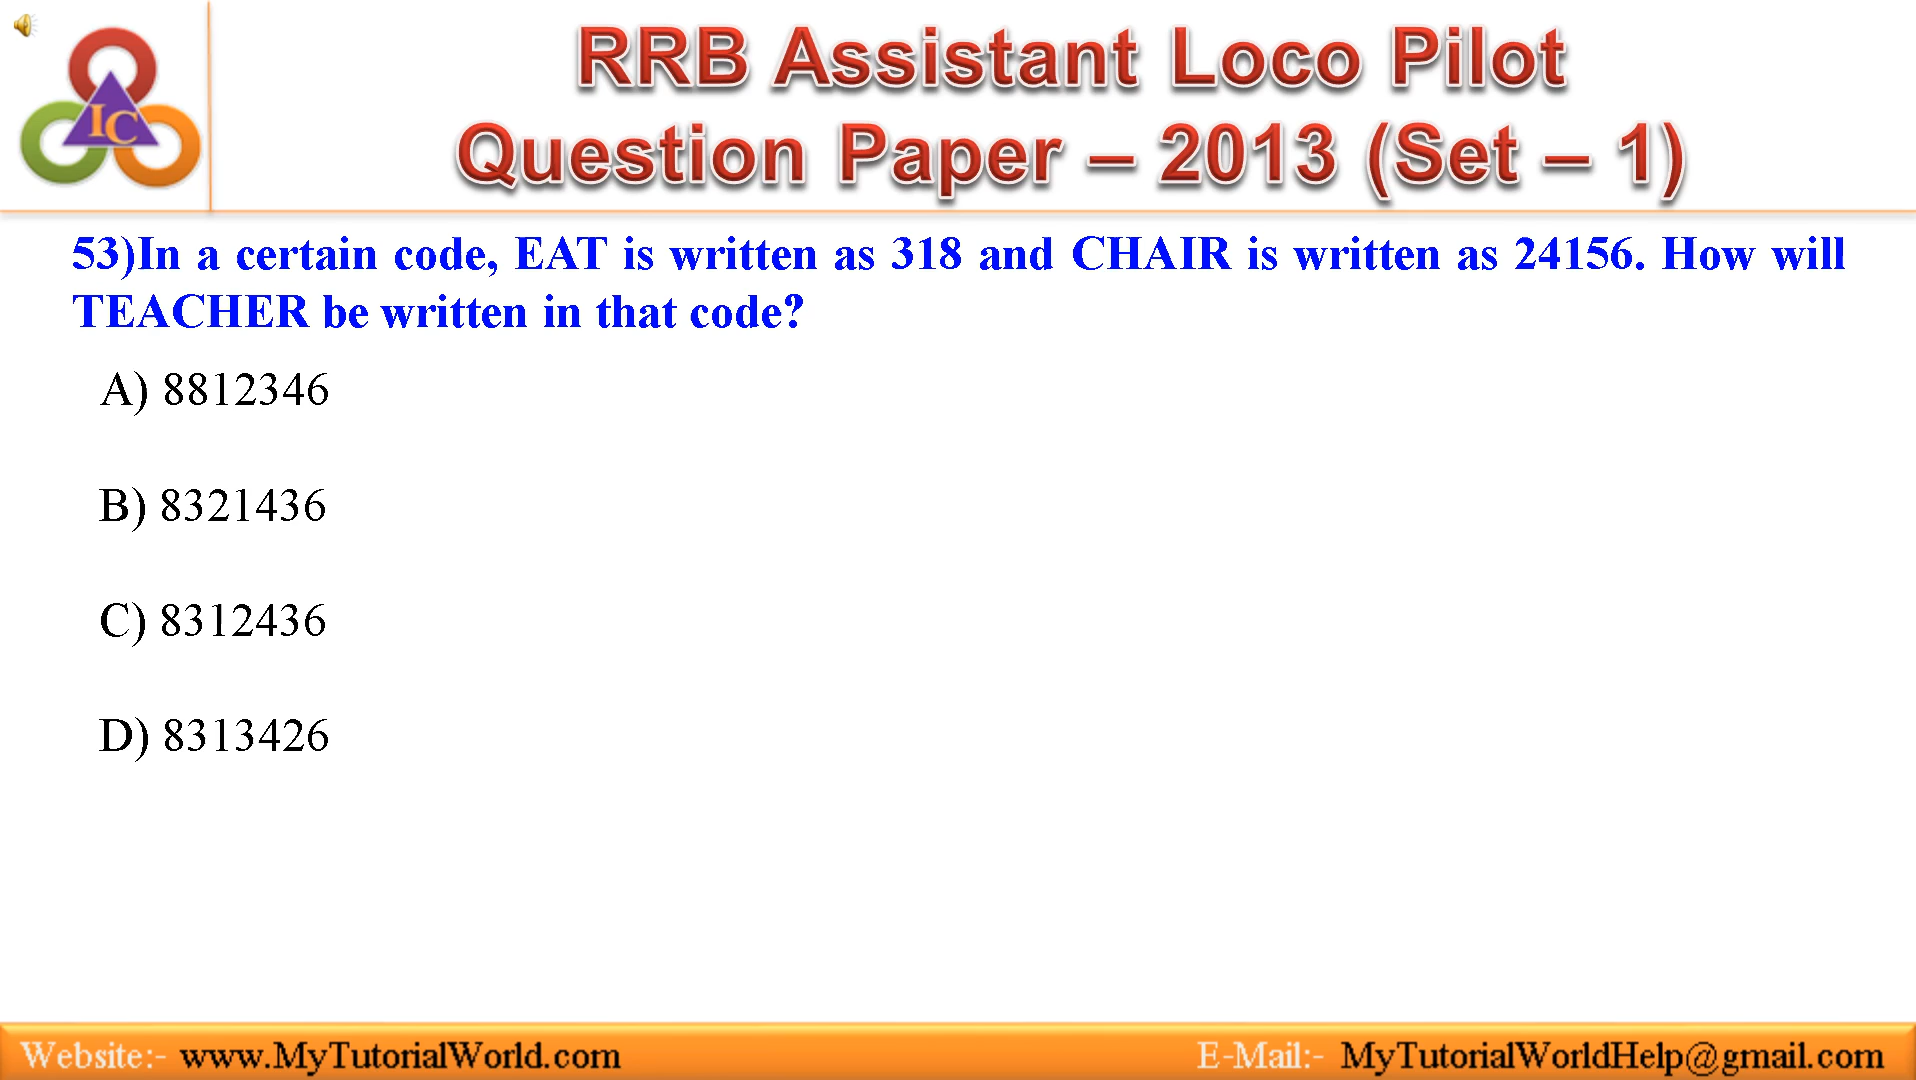 RRB Assistant Loco Pilot
Question Paper – 2013 (Set – 1)
IC
53)In a certain code, EAT is written as 318 and CHAIR is written as 24156. How will
TEACHER be written in that code?
A) 8812346
B) 8321436
C) 8312436
D) 8313426
Website:- www.MyTutorialWorld.com
E-Mail:- MyTutorialWorldHelp@gmail.com